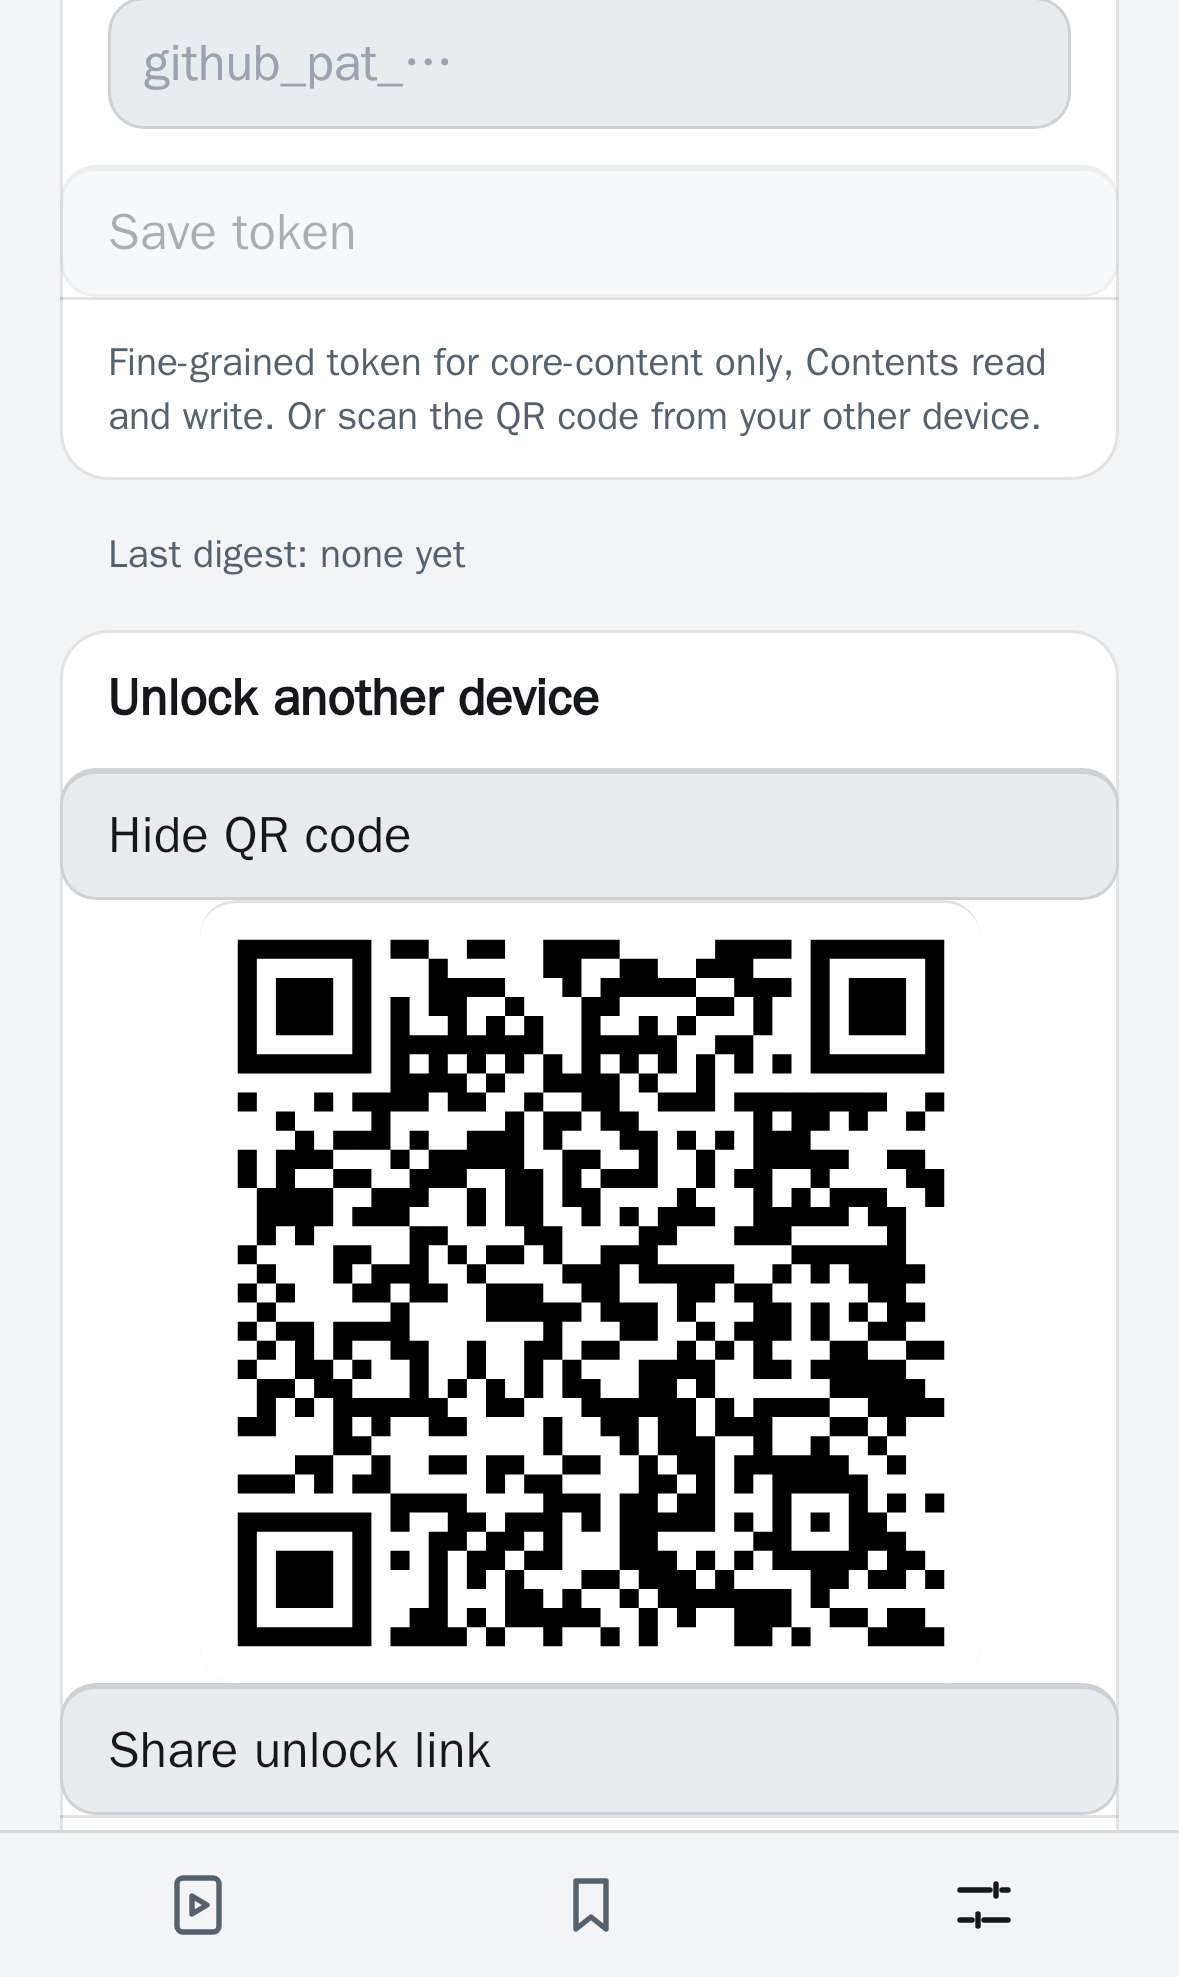 github_pat_…
Save token
Fine-grained token for core-content only, Contents read
and write. Or scan the QR code from your other device.
Last digest: none yet
Unlock another device
Hide QR code
Share unlock link